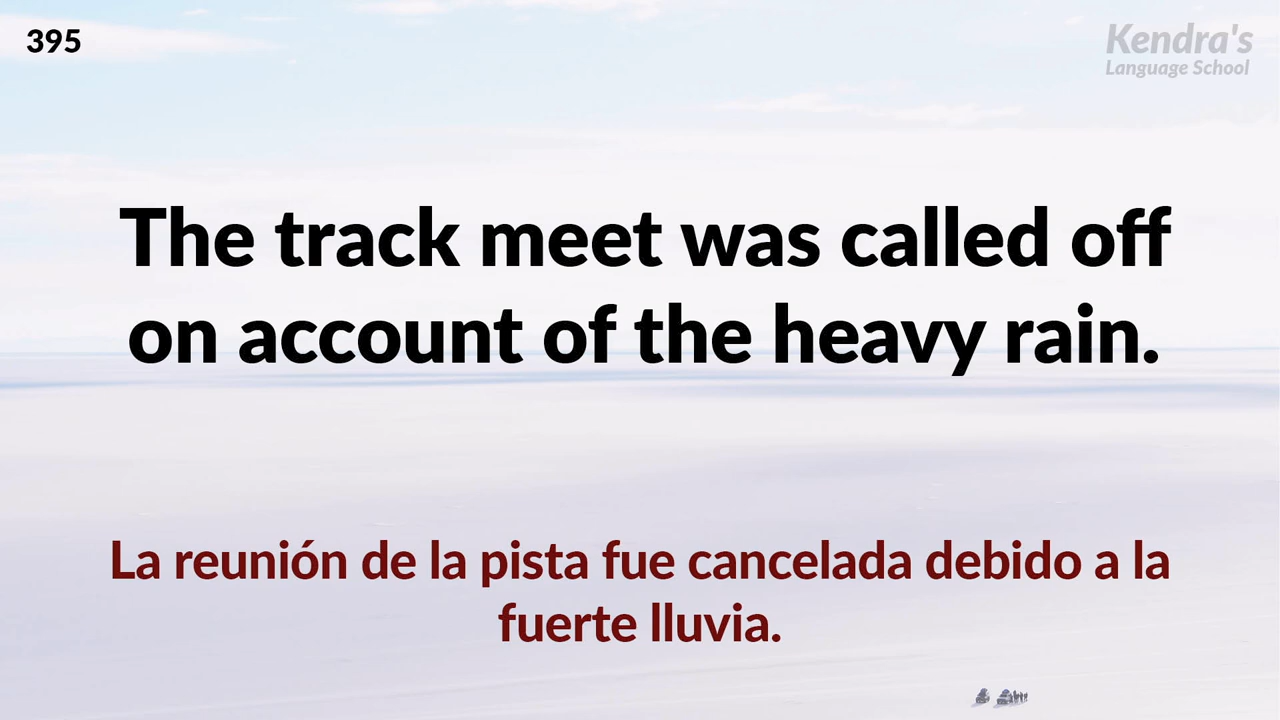 395
Kendra's
Language School
The track meet was called off
on account of the heavy rain.
La reunión de la pista fue cancelada debido a la
fuerte lluvia.